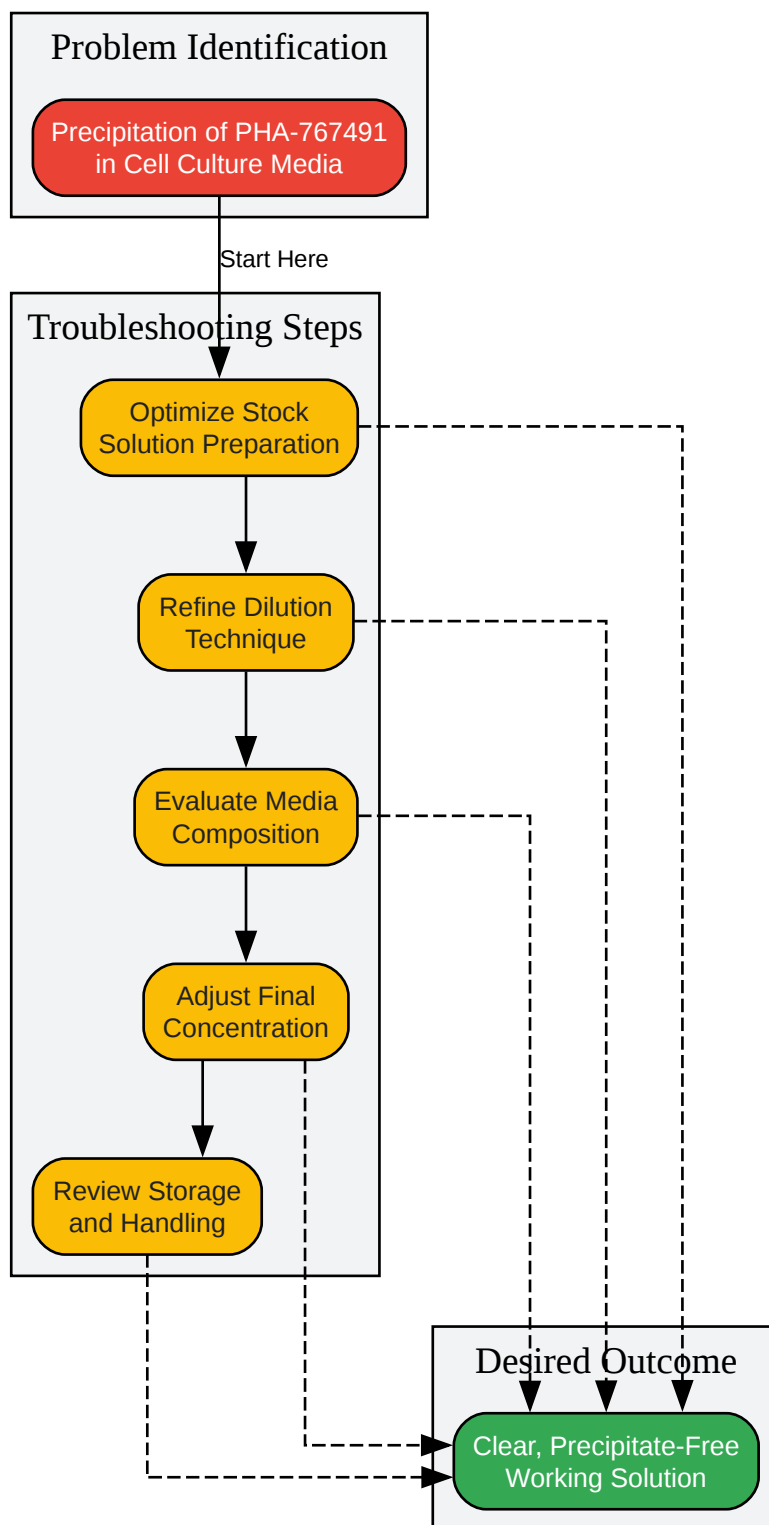 Problem Identification
Precipitation of PHA-767491
in Cell Culture Media
Start Here
Troubleshooting Steps
Optimize Stock
Solution Preparation
Refine Dilution
Technique
Evaluate Media
Composition
Adjust Final
Concentration
Review Storage
and Handling
Desired Outcome
Clear, Precipitate-Free
Working Solution